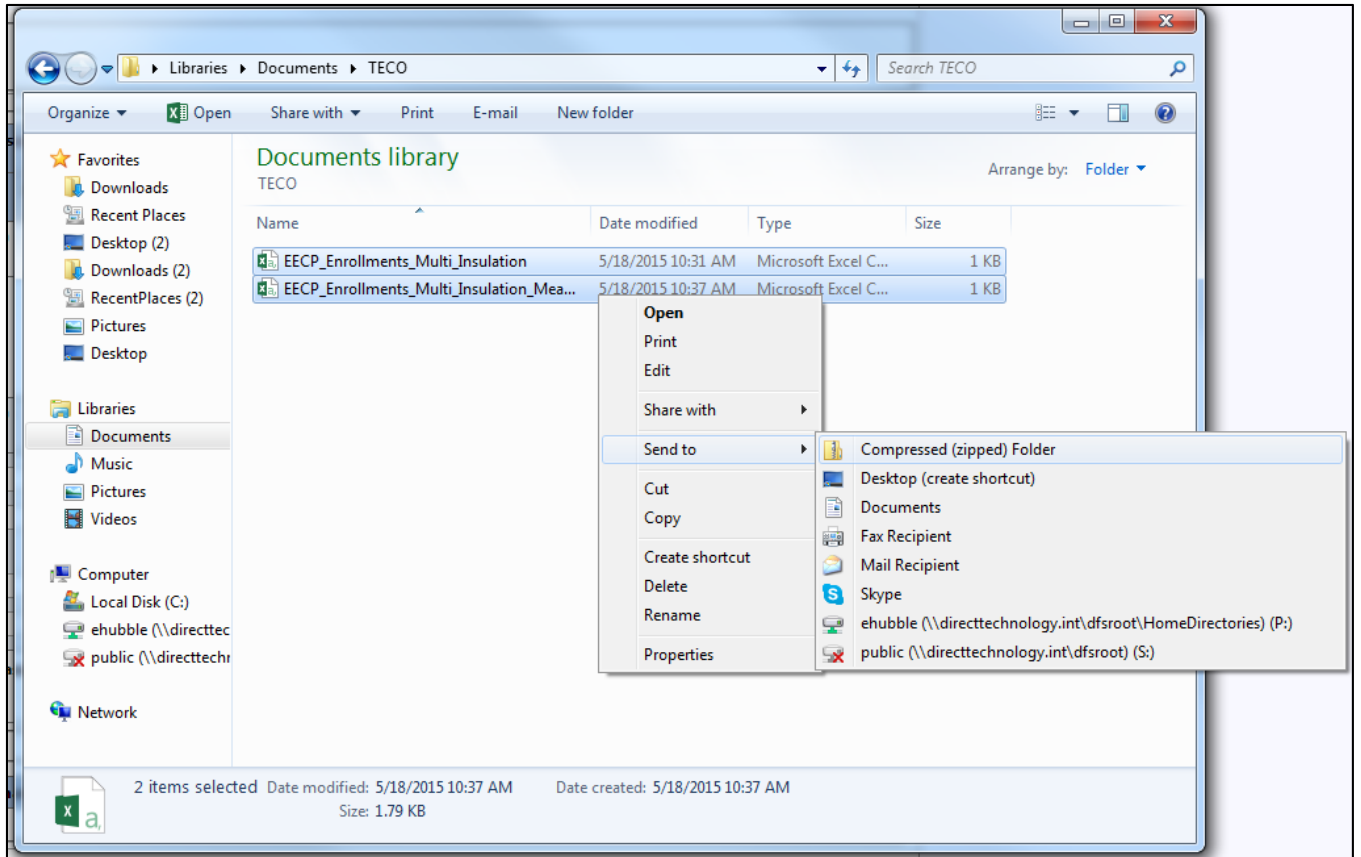 Libraries Documents TECO
Search TECO
Organize Open Share with Print E-mail New folder
Favorites
Downloads
Recent Places
Desktop (2)
Downloads (2)
RecentPlaces (2)
Pictures
Desktop
Libraries
Documents
Music
Pictures
Videos
Computer
Local Disk (C:)
ehubble (\\directtec
public (\\directtechr
Network
Documents library
TECO
Arrange by: Folder
Name Date modified Type Size
EECP_Enrollments_Multi_Insulation 5/18/2015 10:31 AM Microsoft Excel C... 1 KB
EECP_Enrollments_Multi_Insulation_Mea... 5/18/2015 10:37 AM Microsoft Excel C... 1 KB
Open
Print
Edit
Share with
Send to
Cut
Copy
Create shortcut
Delete
Rename
Properties
Compressed (zipped) Folder
Desktop (create shortcut)
Documents
Fax Recipient
Mail Recipient
Skype
ehubble (\\directtechnology.int\dfsroot\HomeDirectories) (P:)
public (\\directtechnology.int\dfsroot) (S:)
2 items selected Date modified: 5/18/2015 10:37 AM Date created: 5/18/2015 10:37 AM
Size: 1.79 KB